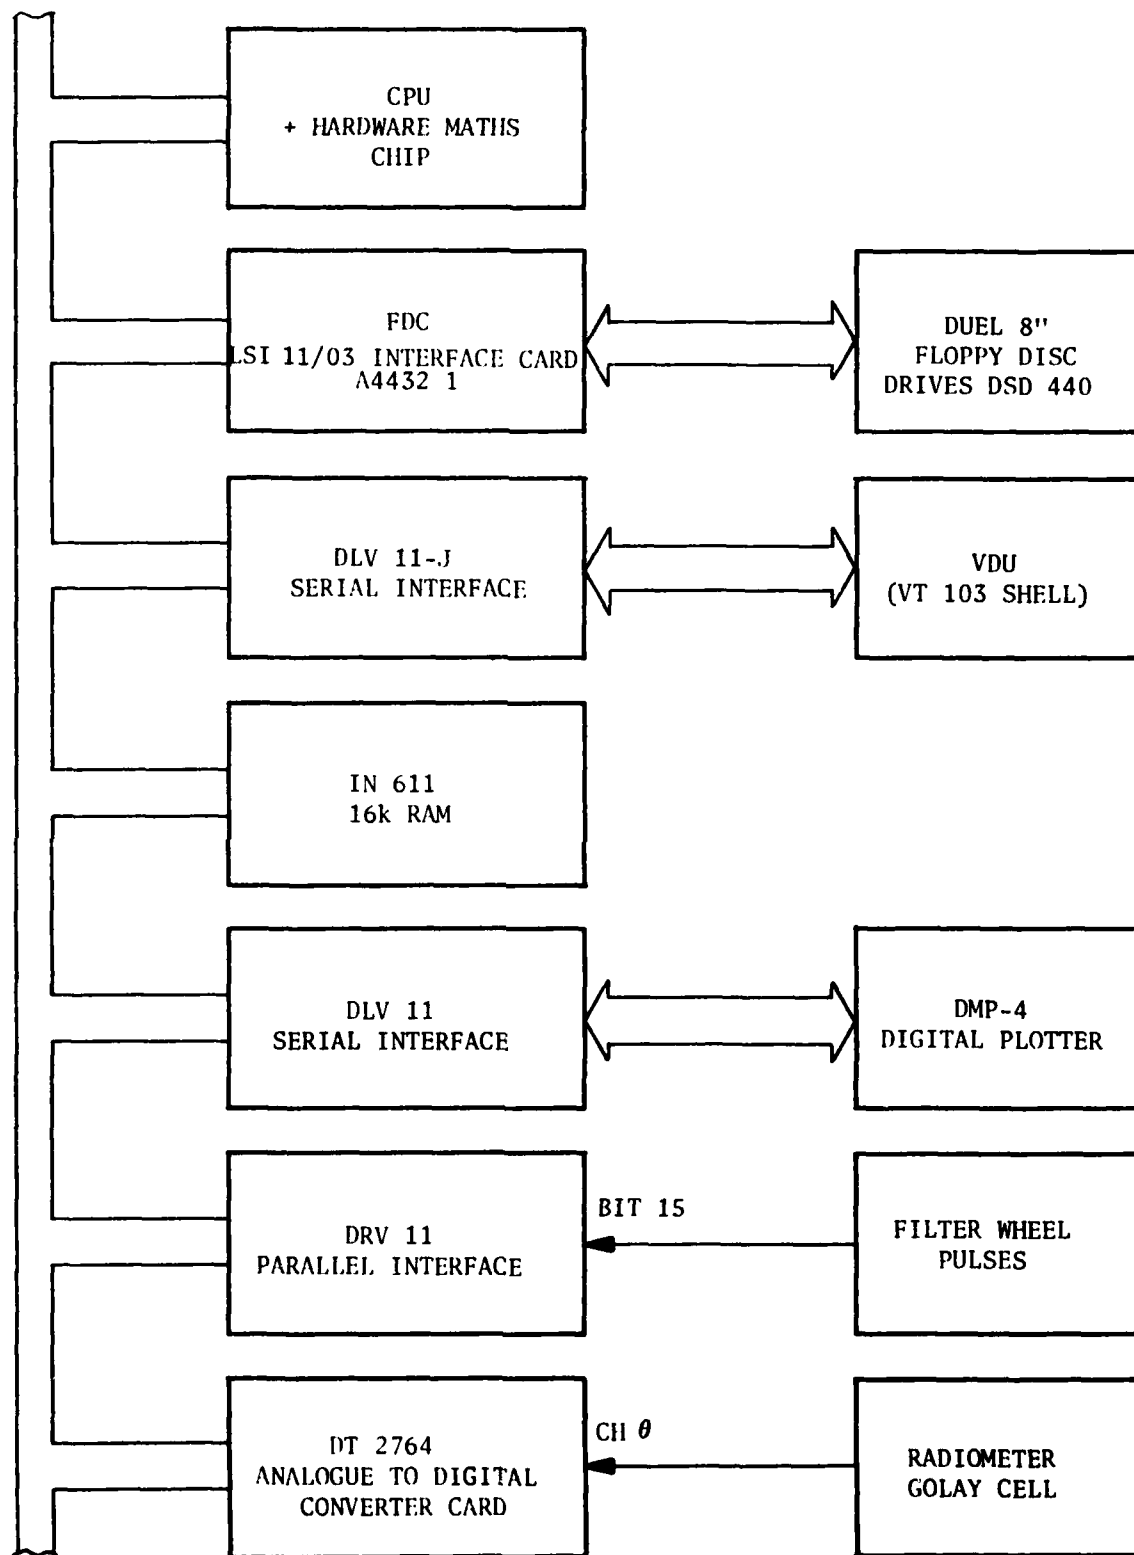 CPU
+ HARDWARE MATHS
CHIP
FDC
LSI 11/03 INTERFACE CARD
A4432 1
DUEL 8"
FLOPPY DISC
DRIVES DSD 440
DLV 11-J
SERIAL INTERFACE
VDU
(VT 103 SHELL)
IN 611
16k RAM
DLV 11
SERIAL INTERFACE
DMP-4
DIGITAL PLOTTER
DRV 11
PARALLEL INTERFACE
BIT 15
FILTER WHEEL
PULSES
DT 2764
ANALOGUE TO DIGITAL
CONVERTER CARD
CH θ
RADIOMETER
GOLAY CELL